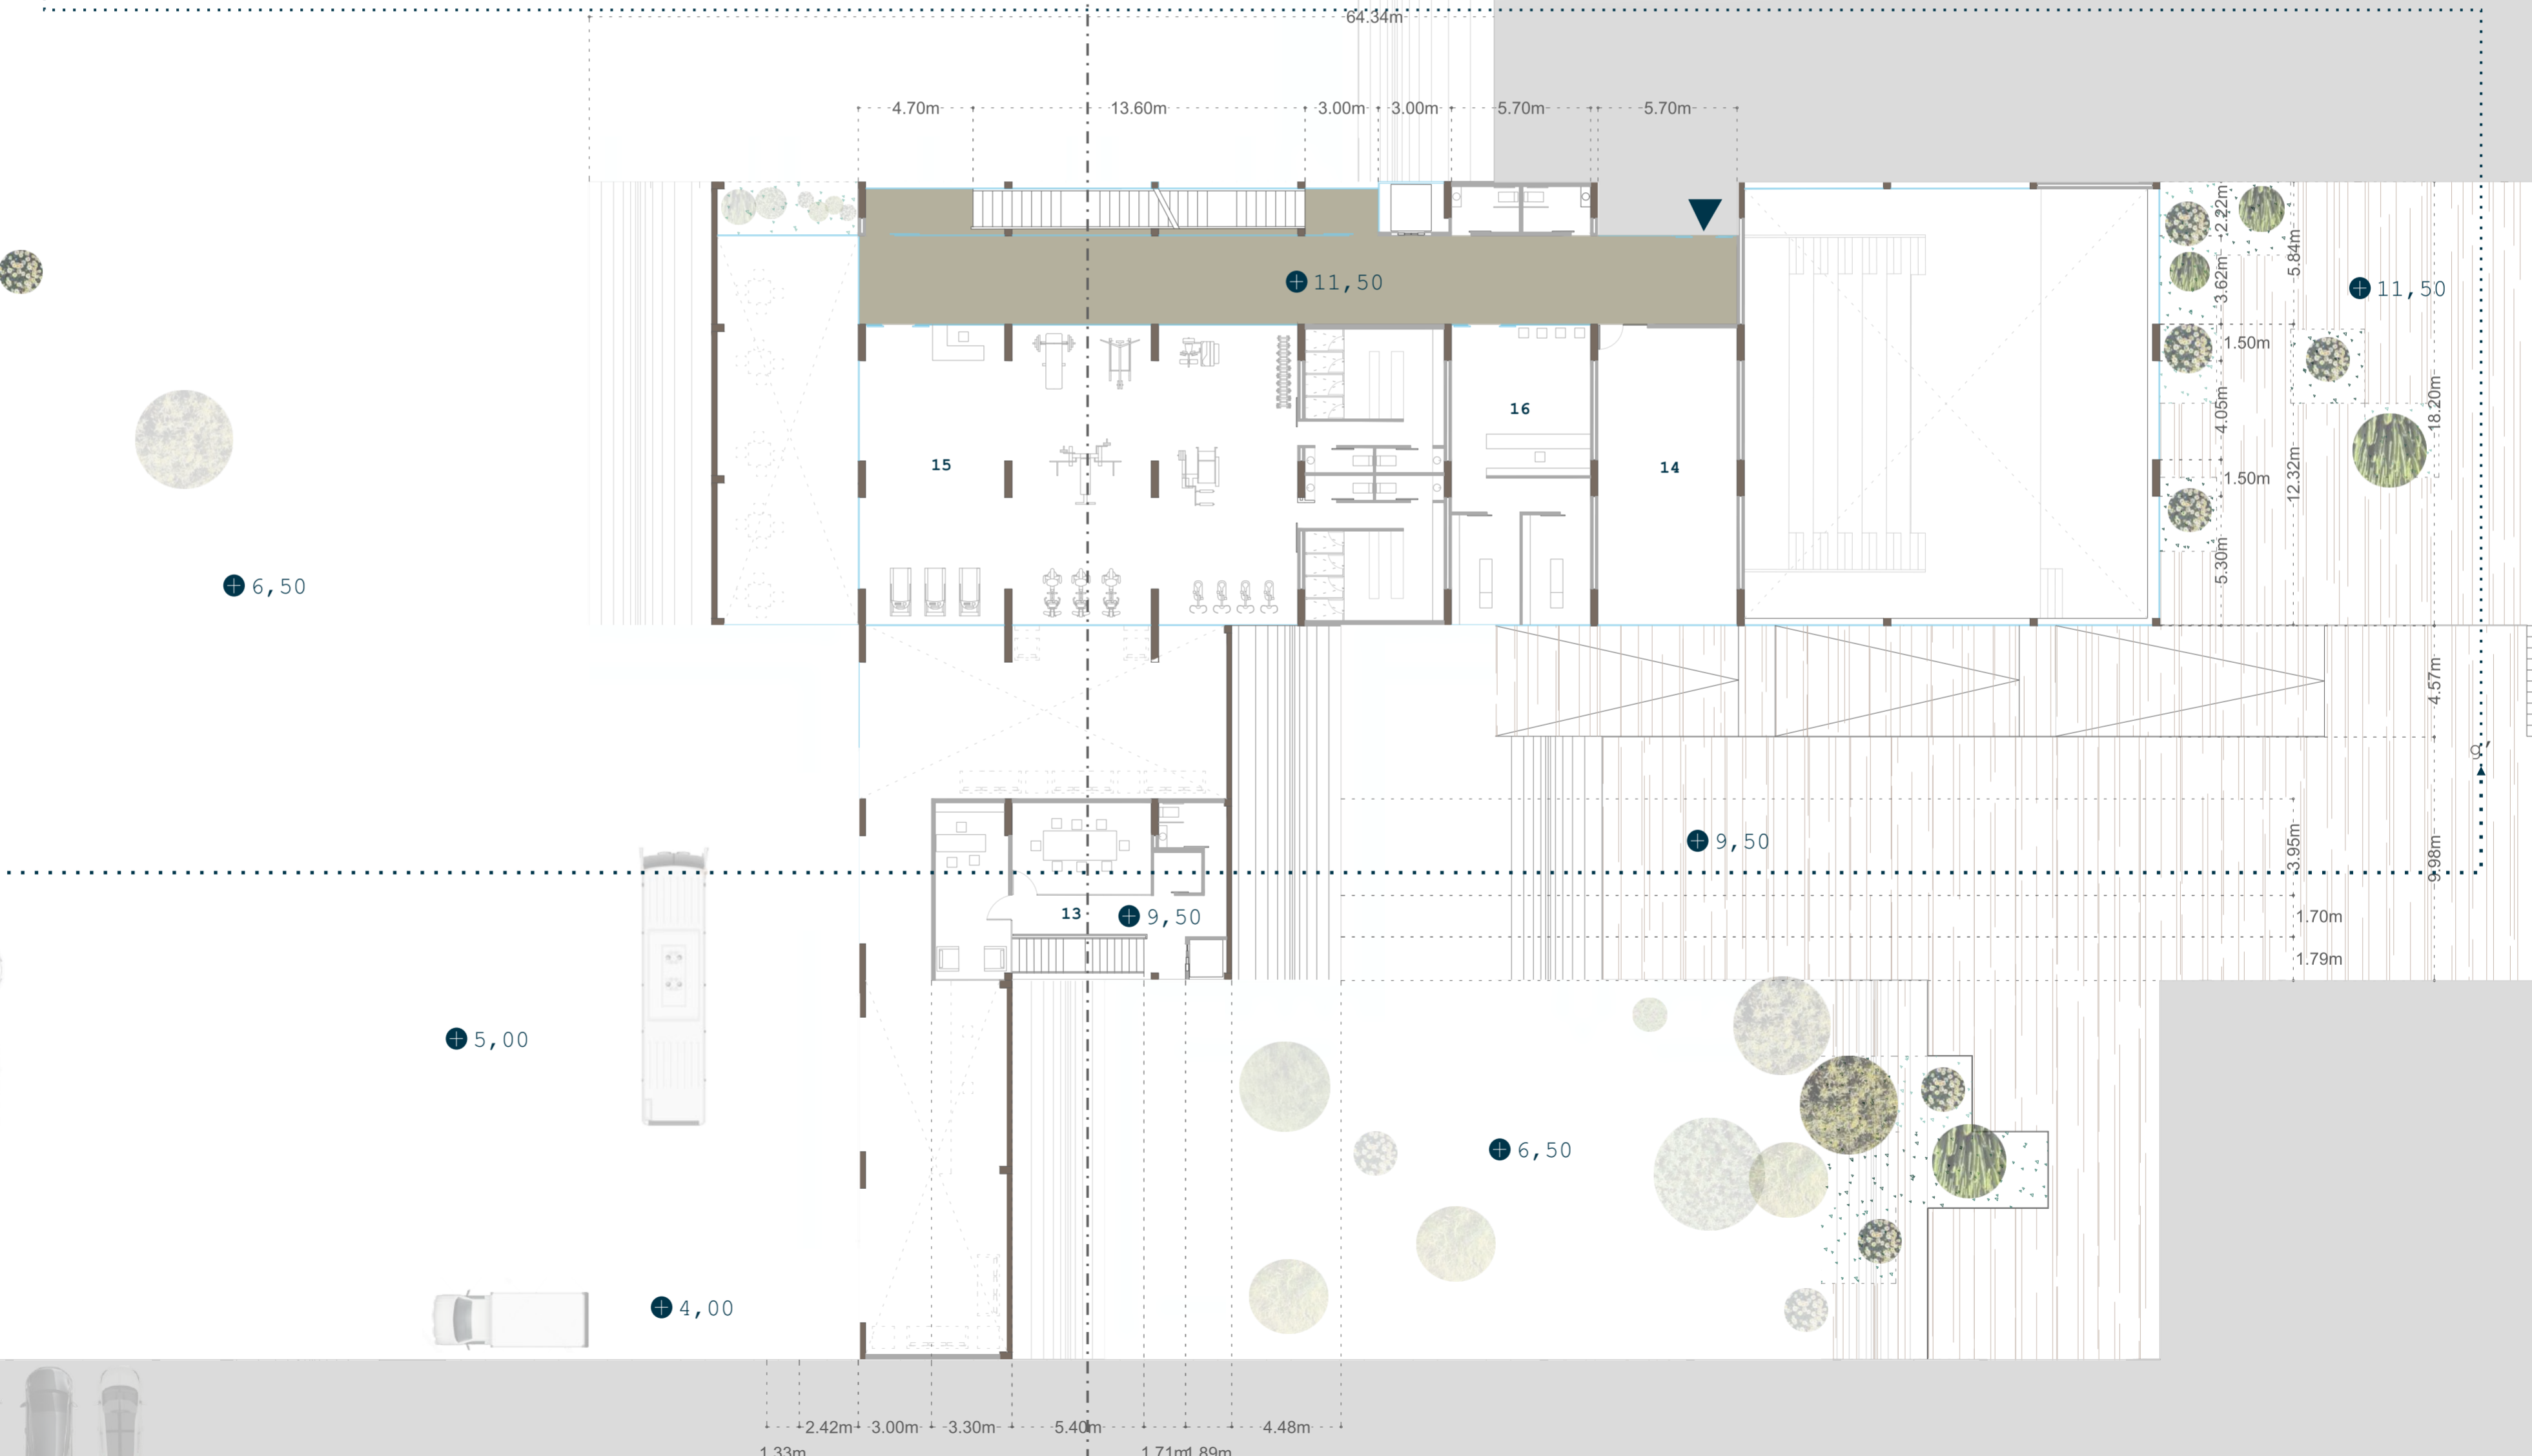 64.34m
4.70m 13.60m 3.00m 3.00m 5.70m 5.70m
2.22m
5.84m
11,50
11,50
3.62m
1.50m
18.20m
4.05m
16
15
14
1.50m
12.32m
5.30m
6,50
4.57m
g'
9,50
3.95m
9.98m
13
9,50
1.70m
1.79m
5,00
6,50
4,00
2.42m 3.00m 3.30m 5.40m 4.48m
1.33m 1.71m 1.89m